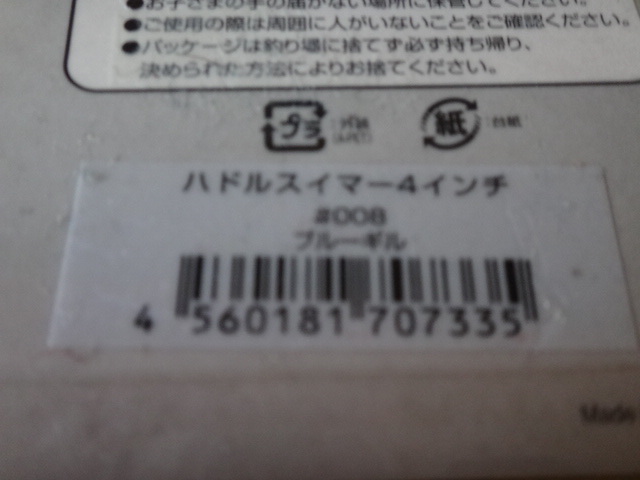 ●お子さまの手の届かない場所に保管してください。
●ご使用の際は周囲に人がいないことをご確認ください。
●パッケージは釣り場に捨てず必ず持ち帰り、
決められた方法によりお捨てください。
プラ
紙 :台紙
ハドルスイマー4インチ
#008
ブルーギル
4 560181 707335
Made